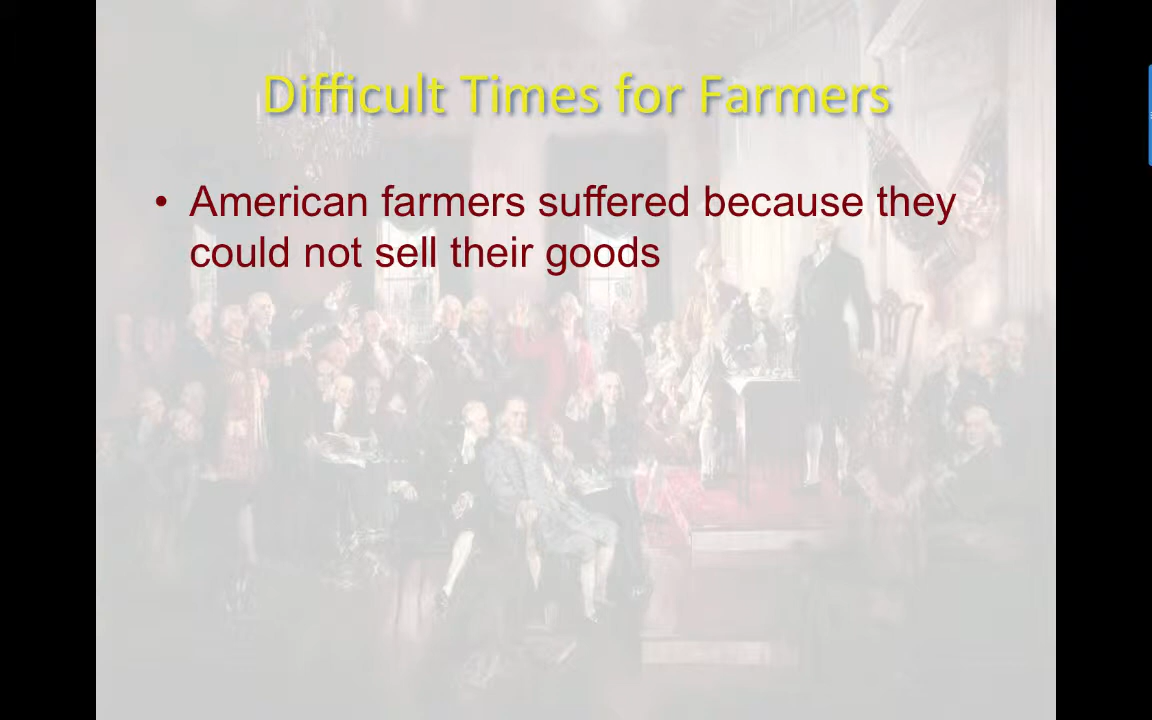 Difficult Times for Farmers
• American farmers suffered because they
could not sell their goods